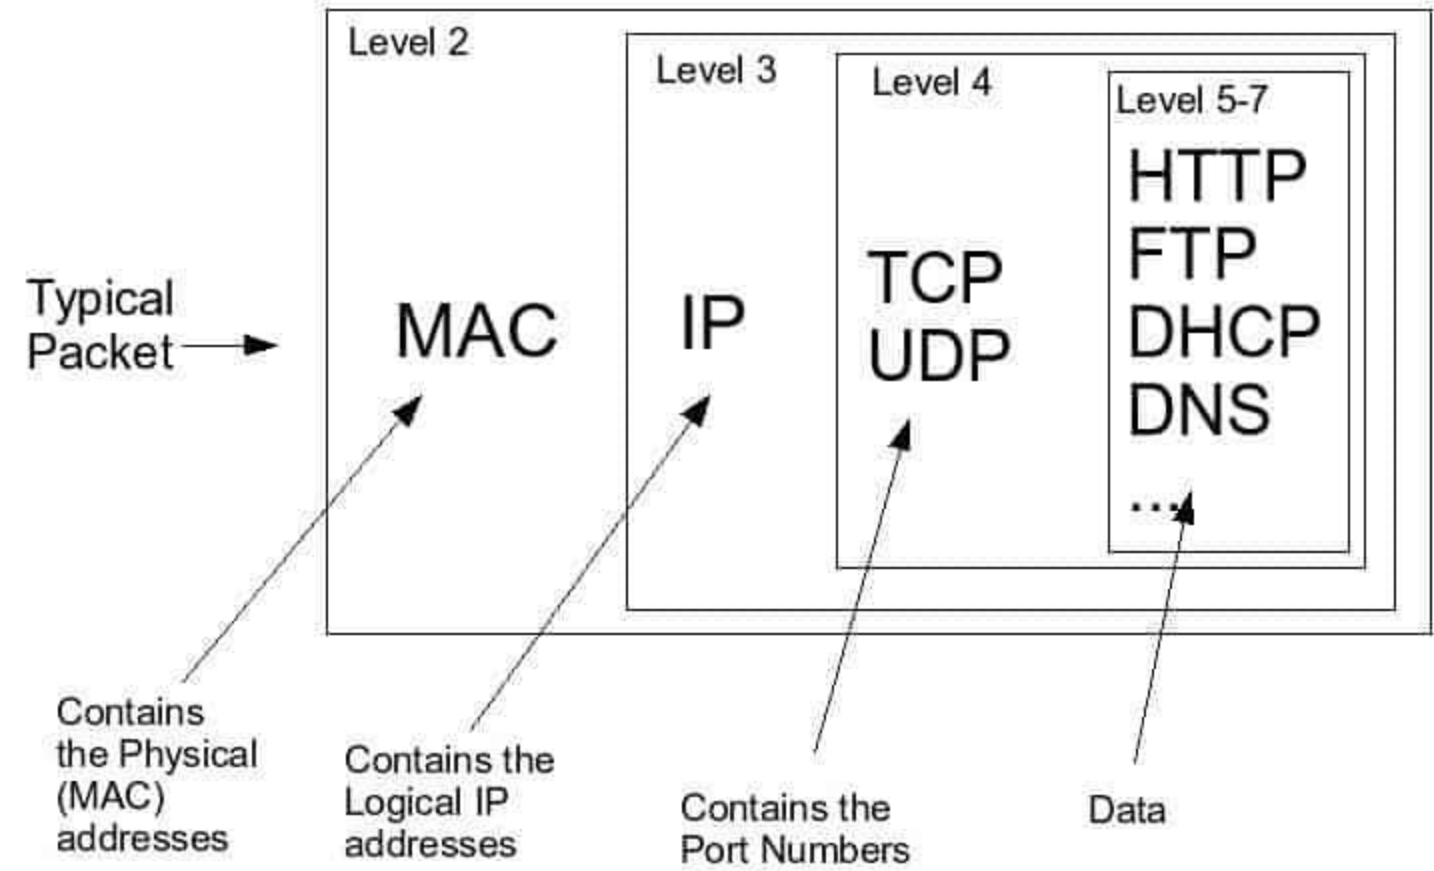 Level 2
Level 3
Level 4
Level 5-7
HTTP
FTP
DHCP
DNS
...
TCP
UDP
IP
MAC
Typical
Packet
Contains
the Physical
(MAC)
addresses
Contains the
Logical IP
addresses
Contains the
Port Numbers
Data